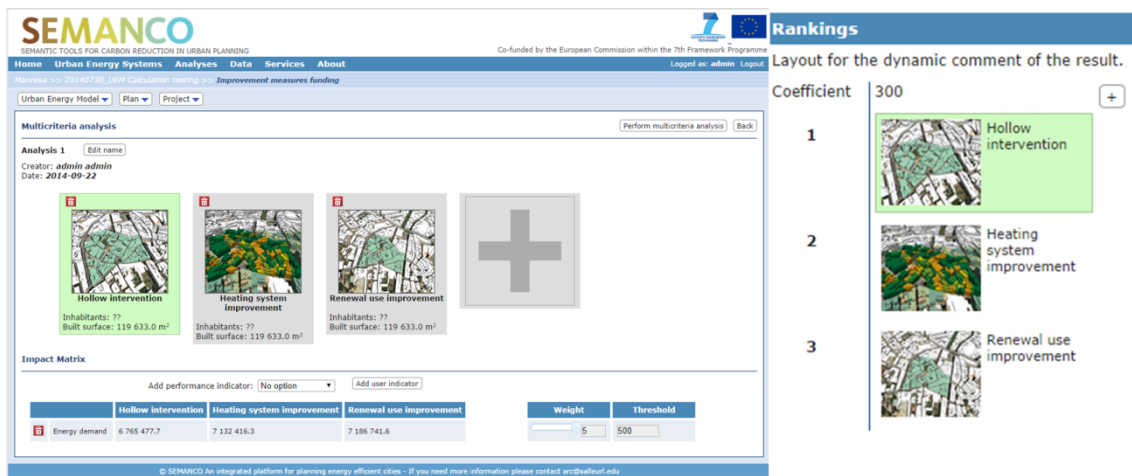 SEMANCO
SEMANTIC TOOLS FOR CARBON REDUCTION IN URBAN PLANNING
Co-funded by the European Commission within the 7th Framework Programme
Home Urban Energy Systems Analyses Data Services About
Logged as: admin Logout
Manresa >> 20140730_UEM Calculation testing >> Improvement measures funding
Urban Energy Model Plan Project
Multicriteria analysis
Perform multicriteria analysis Back
Analysis 1 Edit name
Creator: admin admin
Date: 2014-09-22
Hollow
intervention
Inhabitants: ??
Built surface: 119 633.0 m²
Heating system
improvement
Inhabitants: ??
Built surface: 119 633.0 m²
Renewal use improvement
Inhabitants: ??
Built surface: 119 633.0 m²
Impact Matrix
Add performance indicator: No option Add user indicator
Hollow intervention Heating system improvement Renewal use improvement Weight Threshold
Energy demand 6 765 477.7 7 132 416.3 7 186 741.6 5 500
© SEMANCO An integrated platform for planning energy efficient cities - If you need more information please contact arc@salleurl.edu
Rankings
Layout for the dynamic comment of the result.
Coefficient 300 +
1 Hollow
intervention
2 Heating
system
improvement
3 Renewal use
improvement